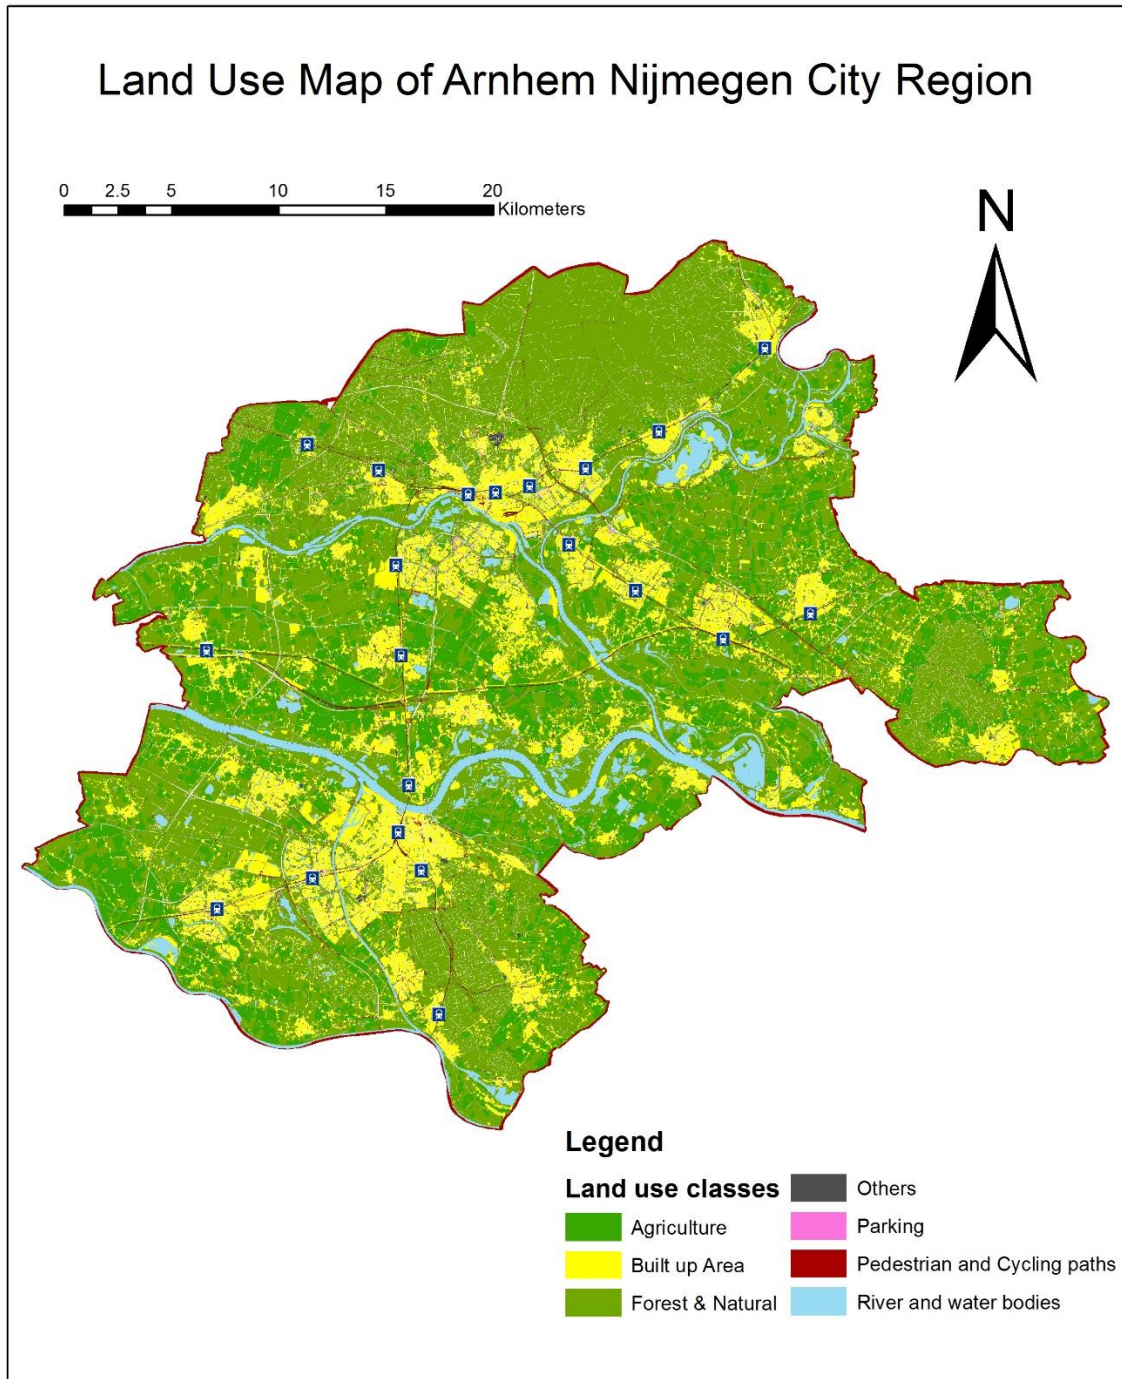 Land Use Map of Arnhem Nijmegen City Region
0 2.5 5 10 15 20
Kilometers
N
Legend
Land use classes
Agriculture
Built up Area
Forest & Natural
Others
Parking
Pedestrian and Cycling paths
River and water bodies